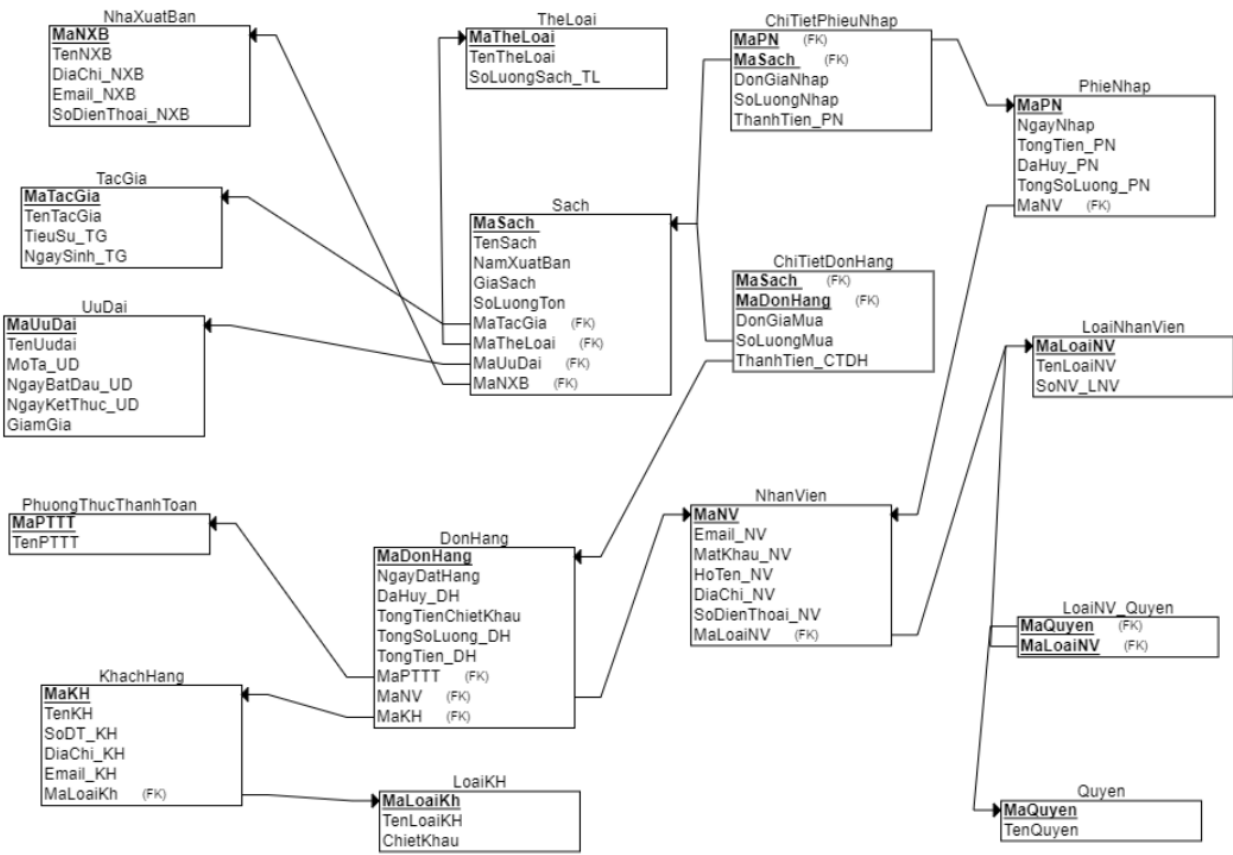 NhaXuatBan
MaNXB
TenNXB
DiaChi_NXB
Email_NXB
SoDienThoai_NXB
TheLoai
MaTheLoai
TenTheLoai
SoLuongSach_TL
ChiTietPhieuNhap
MaPN (FK)
MaSach (FK)
DonGiaNhap
SoLuongNhap
ThanhTien_PN
PhieNhap
MaPN
NgayNhap
TongTien_PN
DaHuy_PN
TongSoLuong_PN
MaNV (FK)
TacGia
MaTacGia
TenTacGia
TieuSu_TG
NgaySinh_TG
Sach
MaSach
TenSach
NamXuatBan
GiaSach
SoLuongTon
MaTacGia (FK)
MaTheLoai (FK)
MaUuDai (FK)
MaNXB (FK)
ChiTietDonHang
MaSach (FK)
MaDonHang (FK)
DonGiaMua
SoLuongMua
ThanhTien_CTDH
UuDai
MaUuDai
TenUudai
MoTa_UD
NgayBatDau_UD
NgayKetThuc_UD
GiamGia
LoaiNhanVien
MaLoaiNV
TenLoaiNV
SoNV_LNV
PhuongThucThanhToan
MaPTTT
TenPTTT
DonHang
MaDonHang
NgayDatHang
DaHuy_DH
TongTienChietKhau
TongSoLuong_DH
TongTien_DH
MaPTTT (FK)
MaNV (FK)
MaKH (FK)
NhanVien
MaNV
Email_NV
MatKhau_NV
HoTen_NV
DiaChi_NV
SoDienThoai_NV
MaLoaiNV (FK)
LoaiNV_Quyen
MaQuyen (FK)
MaLoaiNV (FK)
KhachHang
MaKH
TenKH
SoDT_KH
DiaChi_KH
Email_KH
MaLoaiKh (FK)
LoaiKH
MaLoaiKh
TenLoaiKH
ChietKhau
Quyen
MaQuyen
TenQuyen